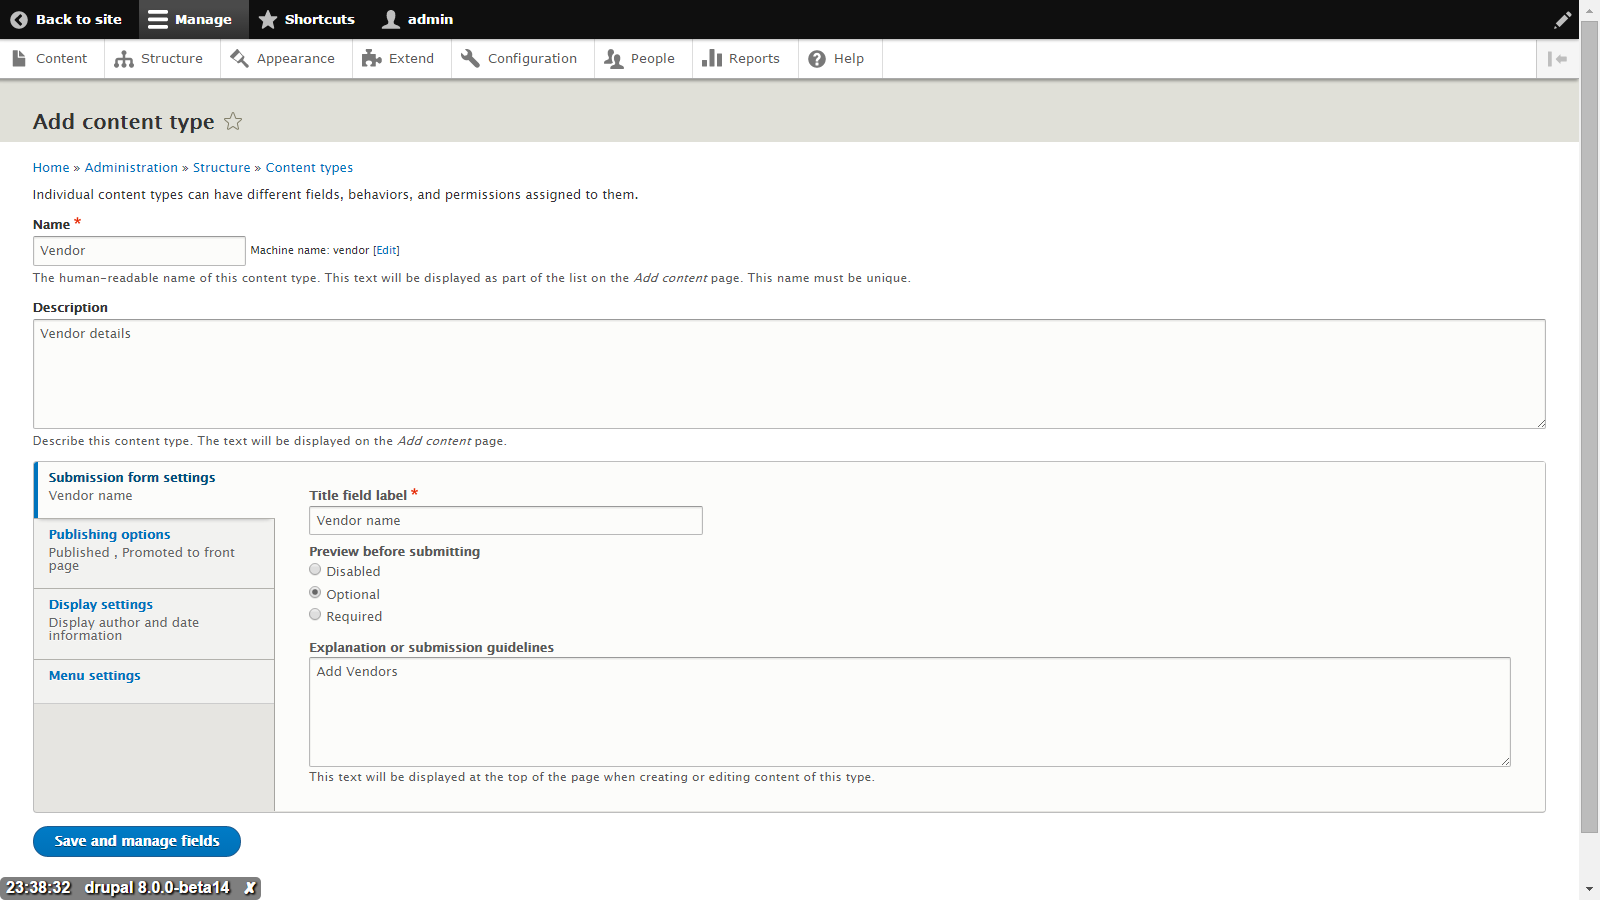 Back to site Manage Shortcuts admin
Content Structure Appearance Extend Configuration People Reports Help
Add content type
Home » Administration » Structure » Content types
Individual content types can have different fields, behaviors, and permissions assigned to them.
Name *
Vendor Machine name: vendor [Edit]
The human-readable name of this content type. This text will be displayed as part of the list on the Add content page. This name must be unique.
Description
Vendor details
Describe this content type. The text will be displayed on the Add content page.
Submission form settings
Vendor name
Publishing options
Published , Promoted to front
page
Display settings
Display author and date
information
Menu settings
Title field label *
Vendor name
Preview before submitting
Disabled
Optional
Required
Explanation or submission guidelines
Add Vendors
This text will be displayed at the top of the page when creating or editing content of this type.
Save and manage fields
23:38:32 drupal 8.0.0-beta14 ✘